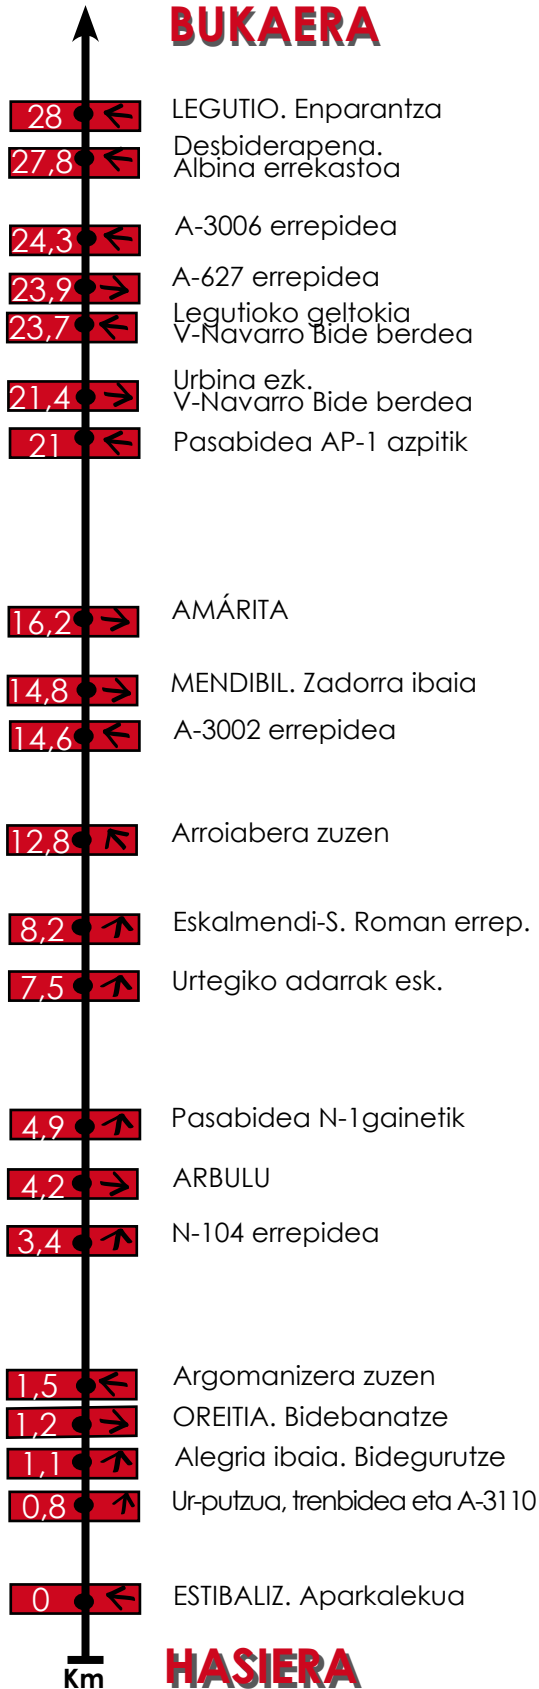 BUKAERA
28 LEGUTIO. Enparantza
27,8 Desbiderapena.
Albina errekastoa
24,3 A-3006 errepidea
23,9 A-627 errepidea
23,7 Legutioko geltokia
V-Navarro Bide berdea
21,4 Urbina ezk.
V-Navarro Bide berdea
21 Pasabidea AP-1 azpitik
16,2 AMÁRITA
14,8 MENDIBIL. Zadorra ibaia
14,6 A-3002 errepidea
12,8 Arroiabera zuzen
8,2 Eskalmendi-S. Roman errep.
7,5 Urtegiko adarrak esk.
4,9 Pasabidea N-1gainetik
4,2 ARBULU
3,4 N-104 errepidea
1,5 Argomanizera zuzen
1,2 OREITIA. Bidebanatze
1,1 Alegria ibaia. Bidegurutze
0,8 Ur-putzua, trenbidea eta A-3110
0 ESTIBALIZ. Aparkalekua
Km HASIERA